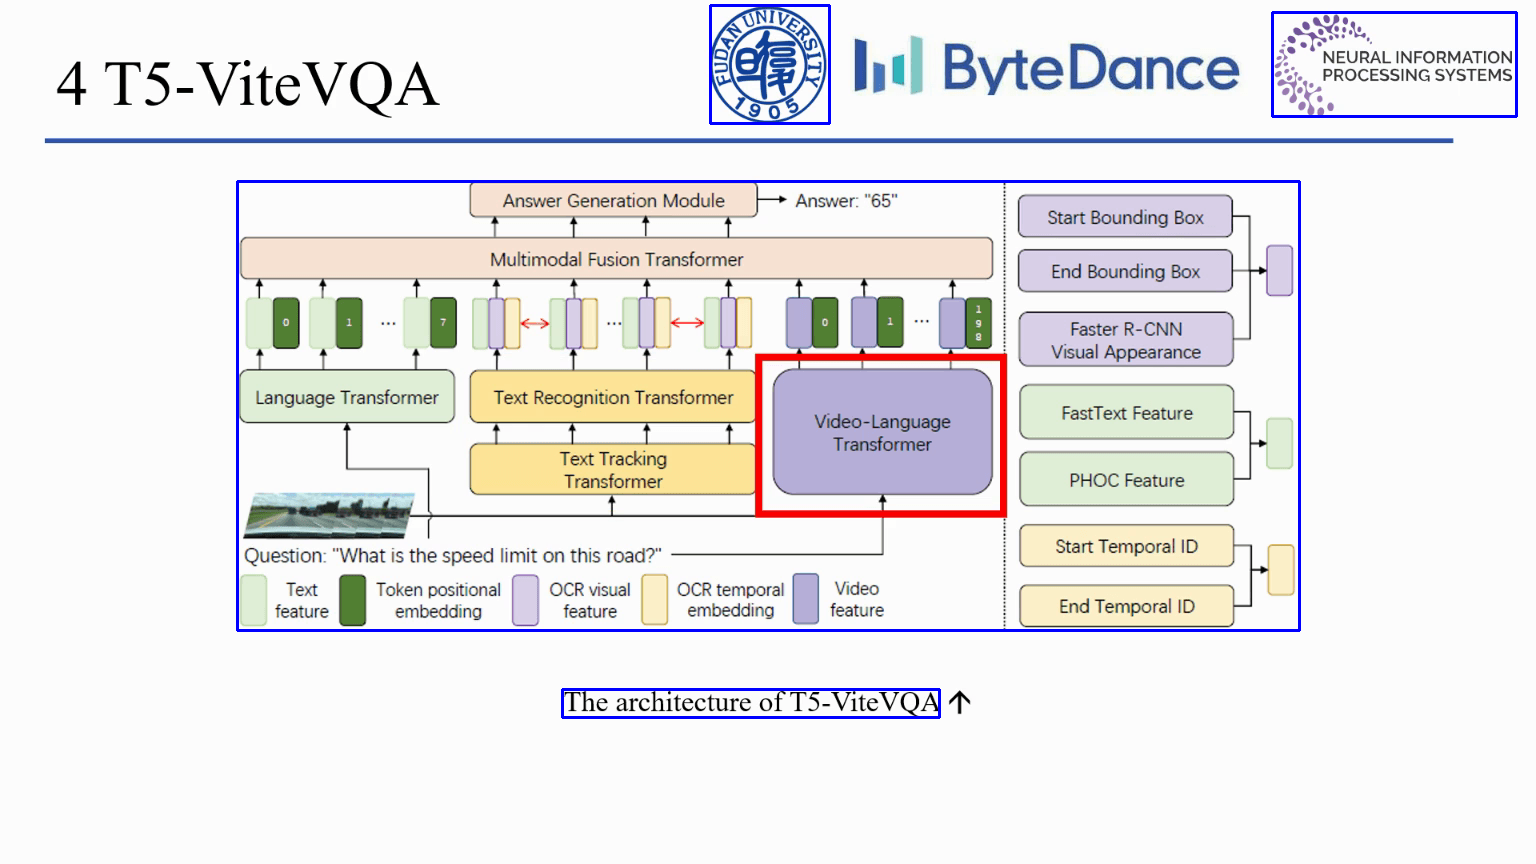 4 T5-ViteVQA
FUDAN UNIVERSITY
1905
ByteDance
NEURAL INFORMATION
PROCESSING SYSTEMS
Answer Generation Module
Answer: "65"
Multimodal Fusion Transformer
0
1
...
7
...
0
1
...
1
9
8
Language Transformer
Text Recognition Transformer
Text Tracking
Transformer
Video-Language
Transformer
Question: "What is the speed limit on this road?"
Text
feature
Token positional
embedding
OCR visual
feature
OCR temporal
embedding
Video
feature
Start Bounding Box
End Bounding Box
Faster R-CNN
Visual Appearance
FastText Feature
PHOC Feature
Start Temporal ID
End Temporal ID
The architecture of T5-ViteVQA ↑